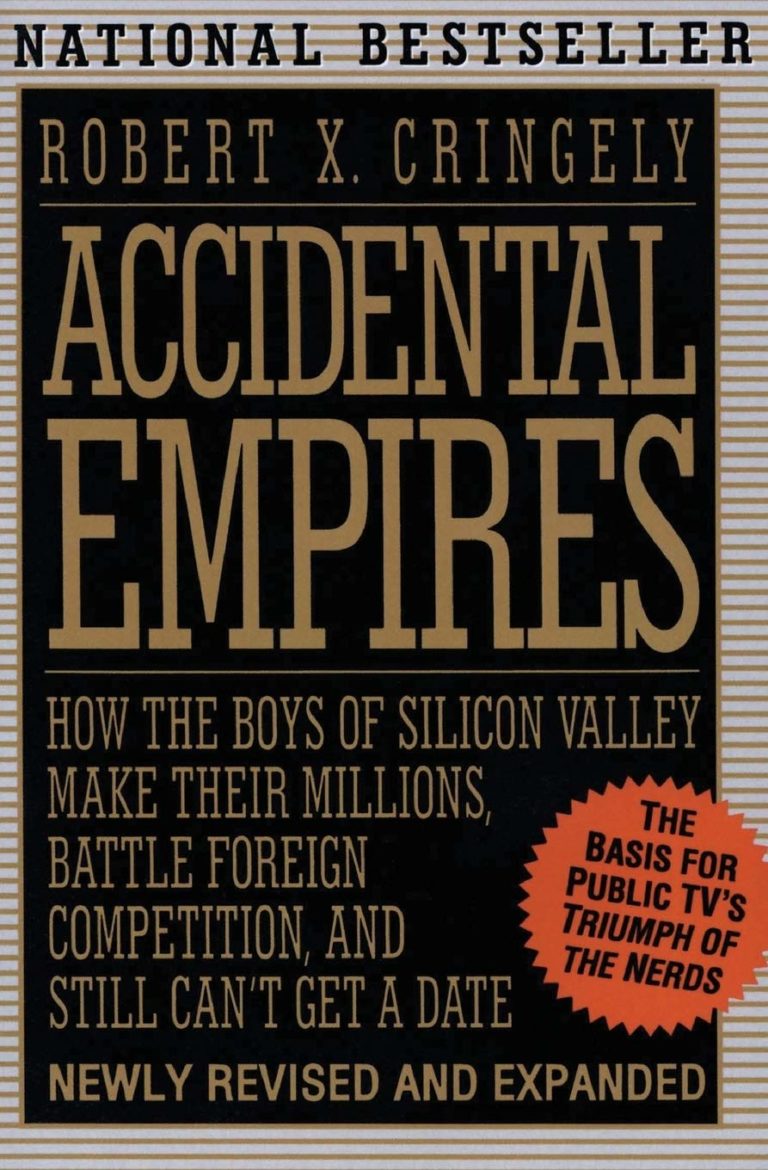 NATIONAL BESTSELLER
ROBERT X. CRINGELY
ACCIDENTAL
EMPIRES
HOW THE BOYS OF SILICON VALLEY
MAKE THEIR MILLIONS,
BATTLE FOREIGN
COMPETITION, AND
STILL CAN'T GET A DATE
THE
BASIS FOR
PUBLIC TV'S
TRIUMPH OF
THE NERDS
NEWLY REVISED AND EXPANDED